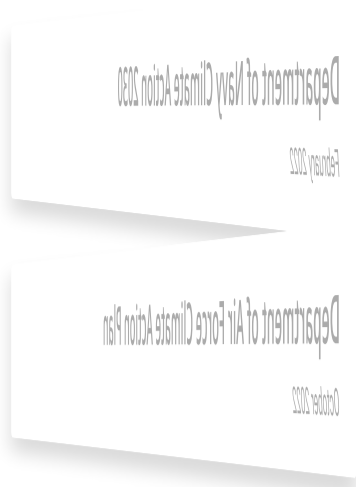 Department of Navy Climate Action 2030
February 2022
Department of Air Force Climate Action Plan
October 2022